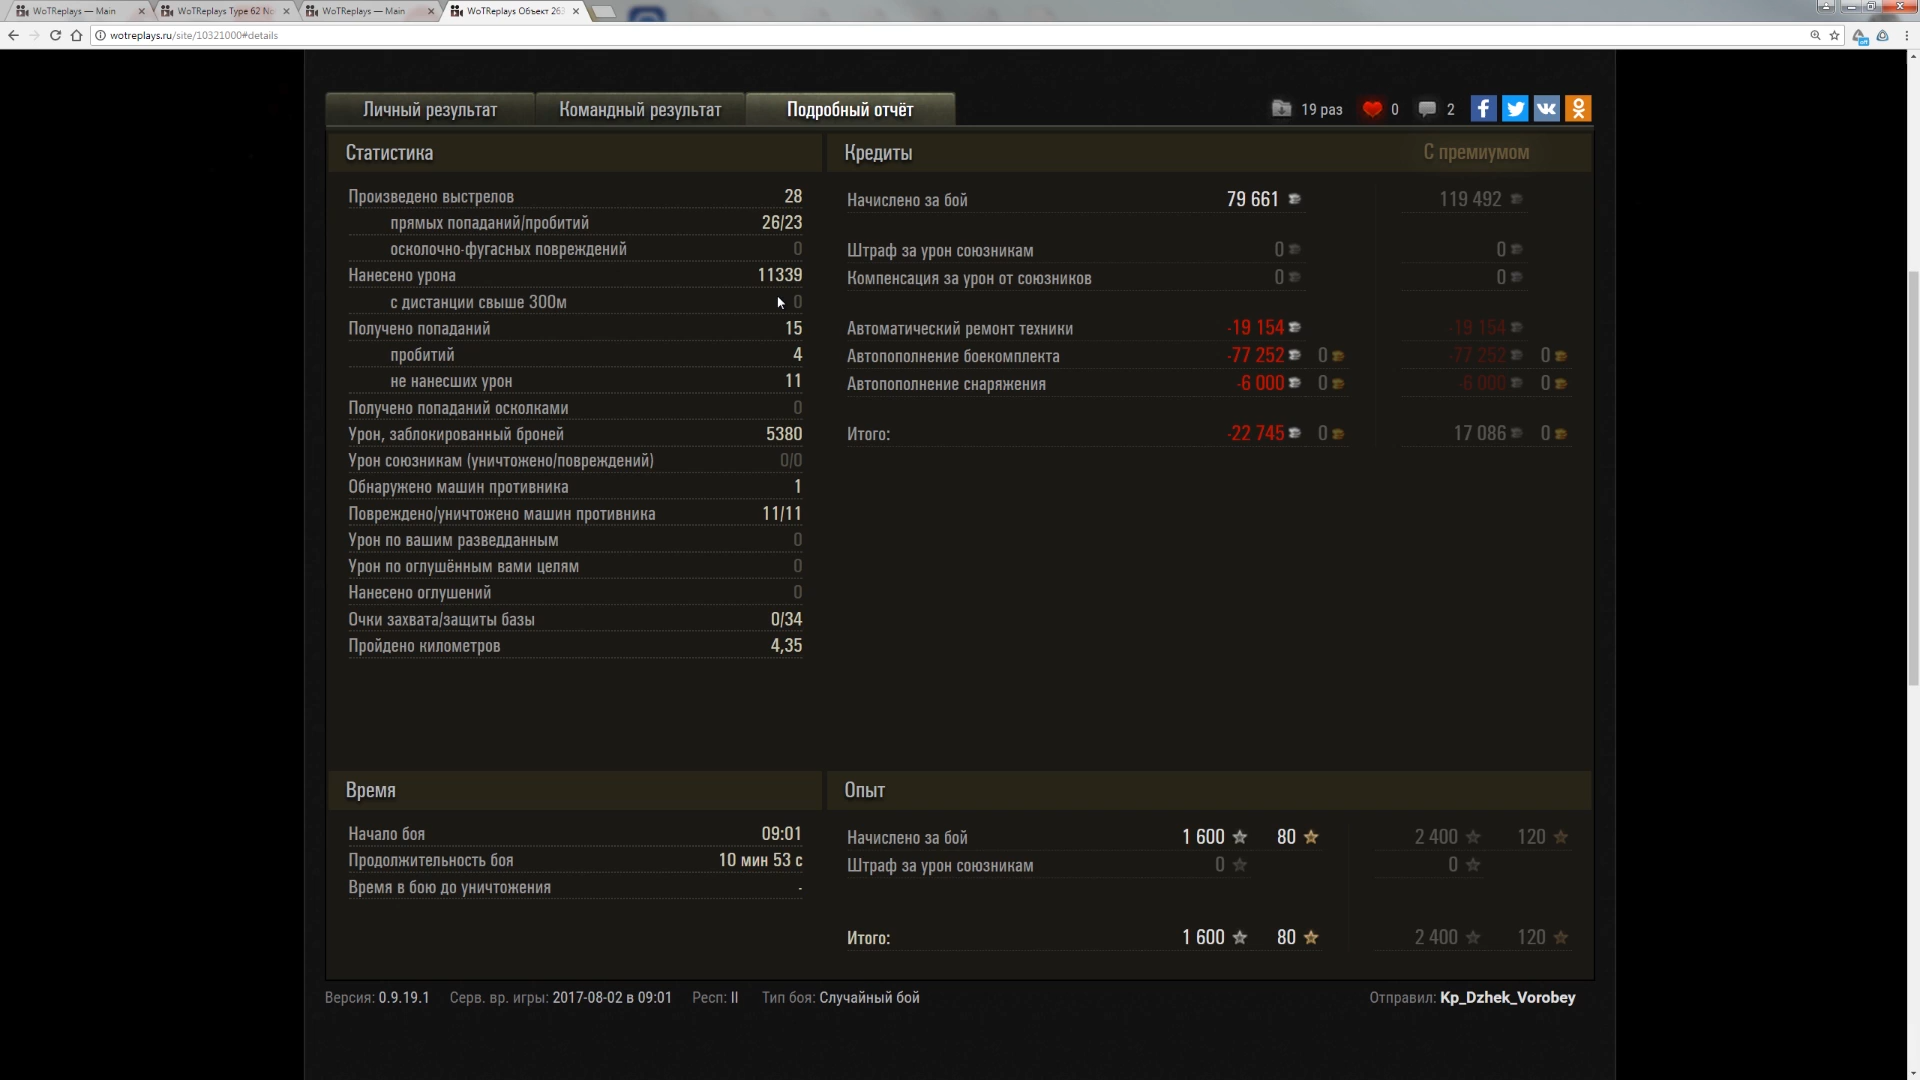 WoTReplays — Main
WoTReplays Type 62 No
WoTReplays — Main
WoTReplays Объект 263
wotreplays.ru/site/10321000#details
Личный результат
Командный результат
Подробный отчёт
19 раз
0
2
Статистика
Произведено выстрелов 28
прямых попаданий/пробитий 26/23
осколочно-фугасных повреждений 0
Нанесено урона 11339
с дистанции свыше 300м 0
Получено попаданий 15
пробитий 4
не нанесших урон 11
Получено попаданий осколками 0
Урон, заблокированный броней 5380
Урон союзникам (уничтожено/повреждений) 0/0
Обнаружено машин противника 1
Повреждено/уничтожено машин противника 11/11
Урон по вашим разведданным 0
Урон по оглушённым вами целям 0
Нанесено оглушений 0
Очки захвата/защиты базы 0/34
Пройдено километров 4,35
Кредиты С премиумом
Начислено за бой 79 661 119 492
Штраф за урон союзникам 0 0
Компенсация за урон от союзников 0 0
Автоматический ремонт техники -19 154 -19 154
Автопополнение боекомплекта -77 252 0 -77 252 0
Автопополнение снаряжения -6 000 0 -6 000 0
Итого: -22 745 0 17 086 0
Время
Начало боя 09:01
Продолжительность боя 10 мин 53 с
Время в бою до уничтожения -
Опыт
Начислено за бой 1 600 80 2 400 120
Штраф за урон союзникам 0 0
Итого: 1 600 80 2 400 120
Версия: 0.9.19.1 Серв. вр. игры: 2017-08-02 в 09:01 Респ: II Тип боя: Случайный бой
Отправил: Kp_Dzhek_Vorobey